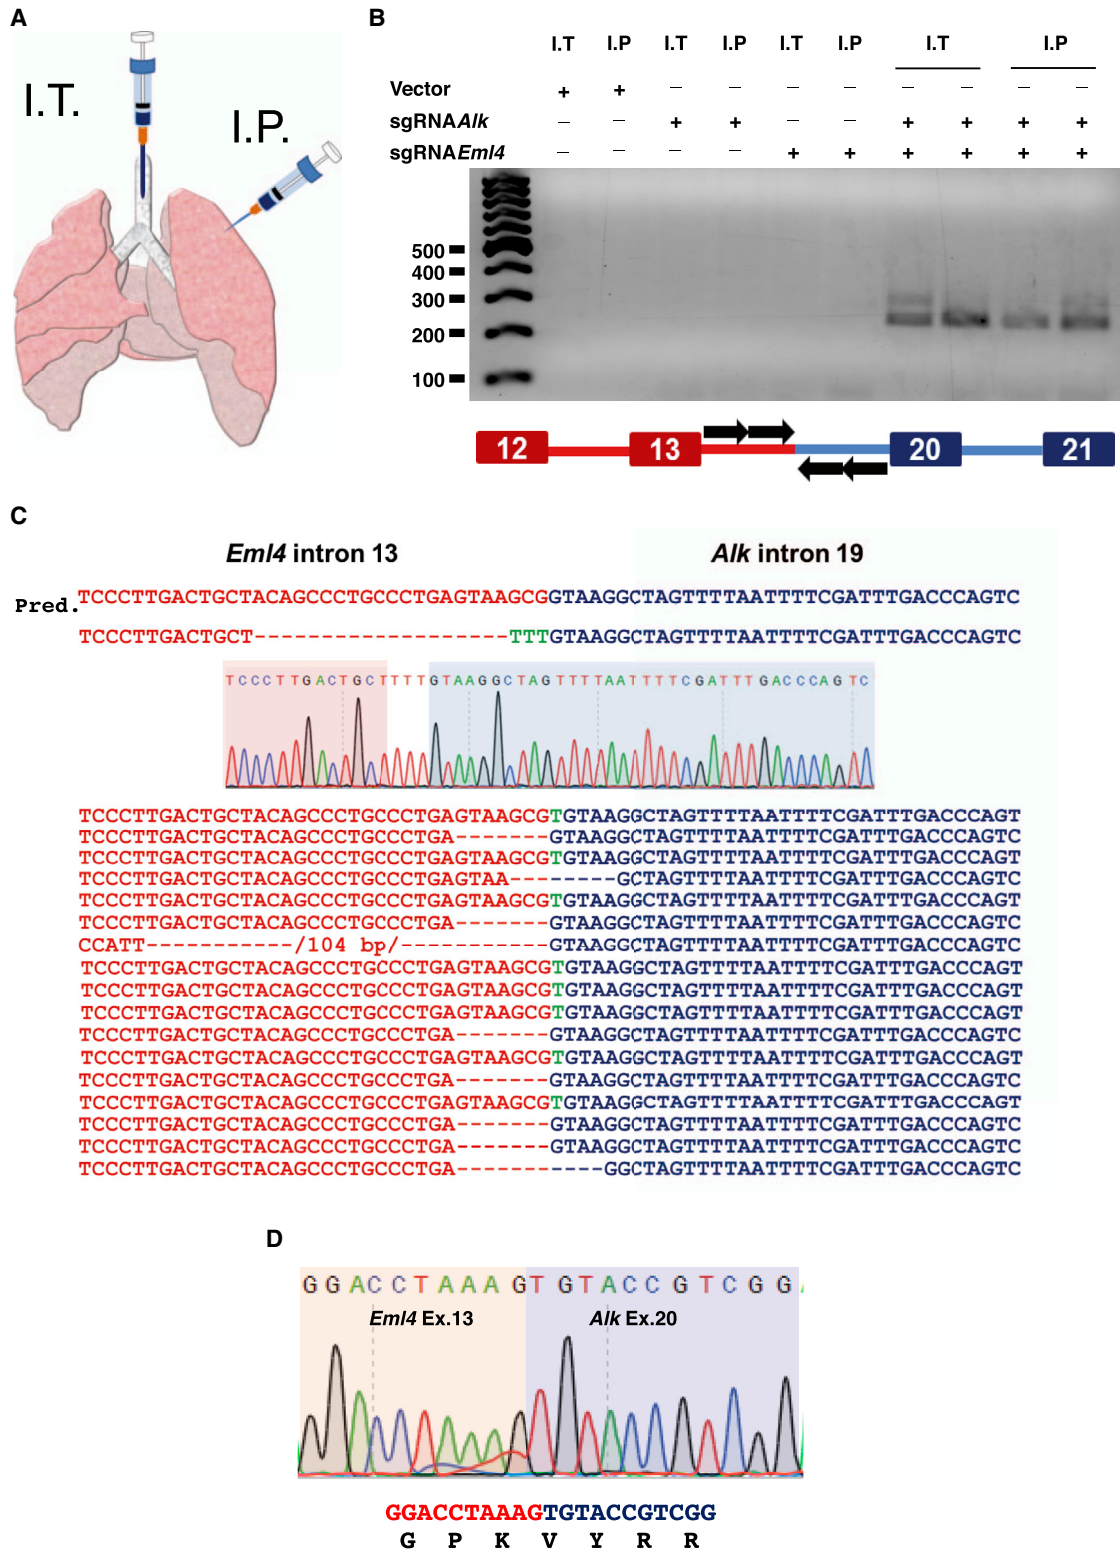 A
I.T.
I.P.
B
I.T I.P I.T I.P I.T I.P I.T I.P
Vector + + – – – – – – – –
sgRNAAlk – – + + – – + + + +
sgRNAEml4 – – – – + + + + + +
500
400
300
200
100
12 13 20 21
C
Eml4 intron 13 Alk intron 19
Pred. TCCCTTGACTGCTACAGCCCTGCCCTGAGTAAGCGGTAAGGCTAGTTTTAATTTTCGATTTGACCCAGTC
TCCCTTGACTGCT-------------------TTTGTAAGGCTAGTTTTAATTTTCGATTTGACCCAGTC
TCCCTTGACTGCTTTTGTAAGGCTAGTTTTAATTTTCGATTTGACCCAGTC
TCCCTTGACTGCTACAGCCCTGCCCTGAGTAAGCGTGTAAGGCTAGTTTTAATTTTCGATTTGACCCAGT
TCCCTTGACTGCTACAGCCCTGCCCTGA-------GTAAGGCTAGTTTTAATTTTCGATTTGACCCAGTC
TCCCTTGACTGCTACAGCCCTGCCCTGAGTAAGCGTGTAAGGCTAGTTTTAATTTTCGATTTGACCCAGT
TCCCTTGACTGCTACAGCCCTGCCCTGAGTAA--------GCTAGTTTTAATTTTCGATTTGACCCAGTC
TCCCTTGACTGCTACAGCCCTGCCCTGAGTAAGCGTGTAAGGCTAGTTTTAATTTTCGATTTGACCCAGT
TCCCTTGACTGCTACAGCCCTGCCCTGA-------GTAAGGCTAGTTTTAATTTTCGATTTGACCCAGTC
CCATT-----------/104 bp/-----------GTAAGGCTAGTTTTAATTTTCGATTTGACCCAGTC
TCCCTTGACTGCTACAGCCCTGCCCTGAGTAAGCGTGTAAGGCTAGTTTTAATTTTCGATTTGACCCAGT
TCCCTTGACTGCTACAGCCCTGCCCTGAGTAAGCGTGTAAGGCTAGTTTTAATTTTCGATTTGACCCAGT
TCCCTTGACTGCTACAGCCCTGCCCTGAGTAAGCGTGTAAGGCTAGTTTTAATTTTCGATTTGACCCAGT
TCCCTTGACTGCTACAGCCCTGCCCTGA-------GTAAGGCTAGTTTTAATTTTCGATTTGACCCAGTC
TCCCTTGACTGCTACAGCCCTGCCCTGAGTAAGCGTGTAAGGCTAGTTTTAATTTTCGATTTGACCCAGT
TCCCTTGACTGCTACAGCCCTGCCCTGA-------GTAAGGCTAGTTTTAATTTTCGATTTGACCCAGTC
TCCCTTGACTGCTACAGCCCTGCCCTGAGTAAGCGTGTAAGGCTAGTTTTAATTTTCGATTTGACCCAGT
TCCCTTGACTGCTACAGCCCTGCCCTGA-------GTAAGGCTAGTTTTAATTTTCGATTTGACCCAGTC
TCCCTTGACTGCTACAGCCCTGCCCTGA-------GTAAGGCTAGTTTTAATTTTCGATTTGACCCAGTC
TCCCTTGACTGCTACAGCCCTGCCCTGA-----------GGCTAGTTTTAATTTTCGATTTGACCCAGTC
D
GGACCTAAAGTGTACCGTCGG
Eml4 Ex.13 Alk Ex.20
GGACCTAAAGTGTACCGTCGG
G P K V Y R R